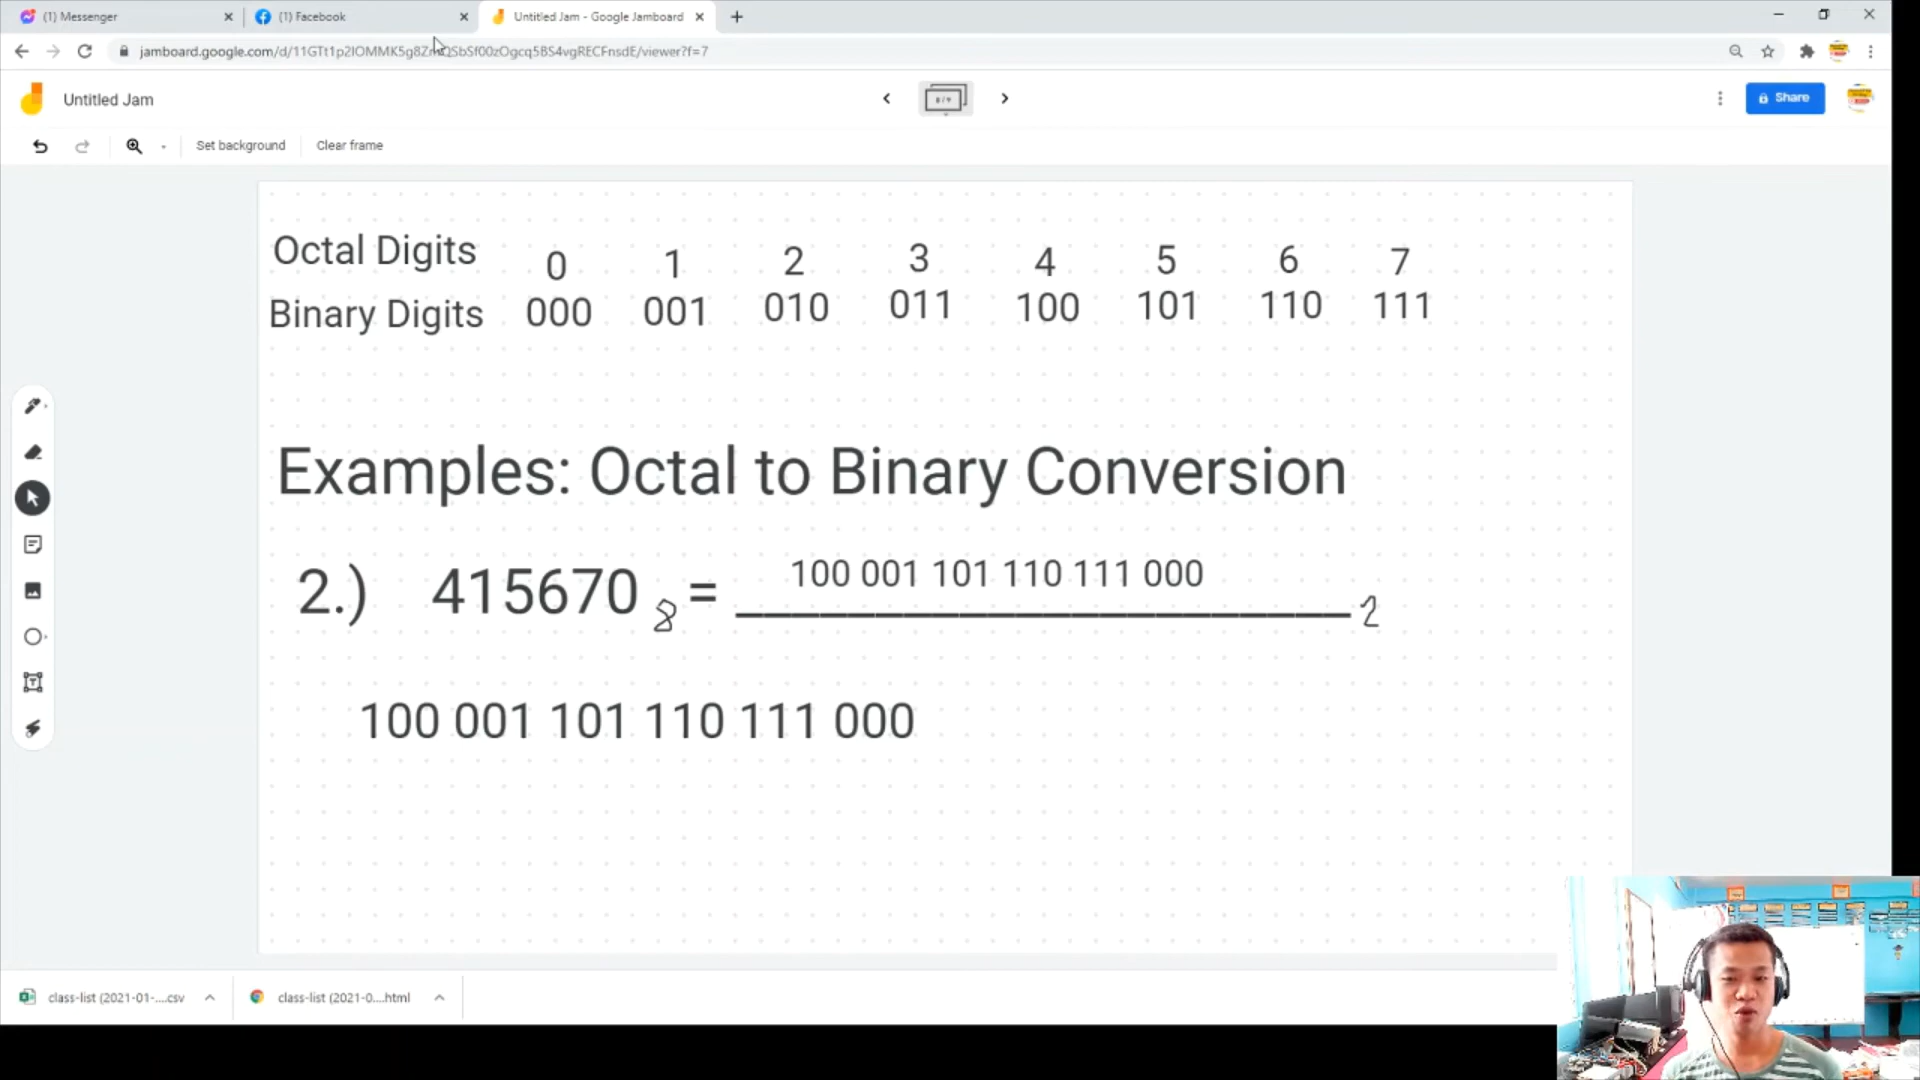 (1) Messenger
(1) Facebook
Untitled Jam - Google Jamboard
Untitled Jam
8/9
Share
Set background
Clear frame
Octal Digits 0 1 2 3 4 5 6 7
Binary Digits 000 001 010 011 100 101 110 111
Examples: Octal to Binary Conversion
2.) 415670 8 = 100 001 101 110 111 000 2
100 001 101 110 111 000
class-list (2021-01-....csv
class-list (2021-0....html